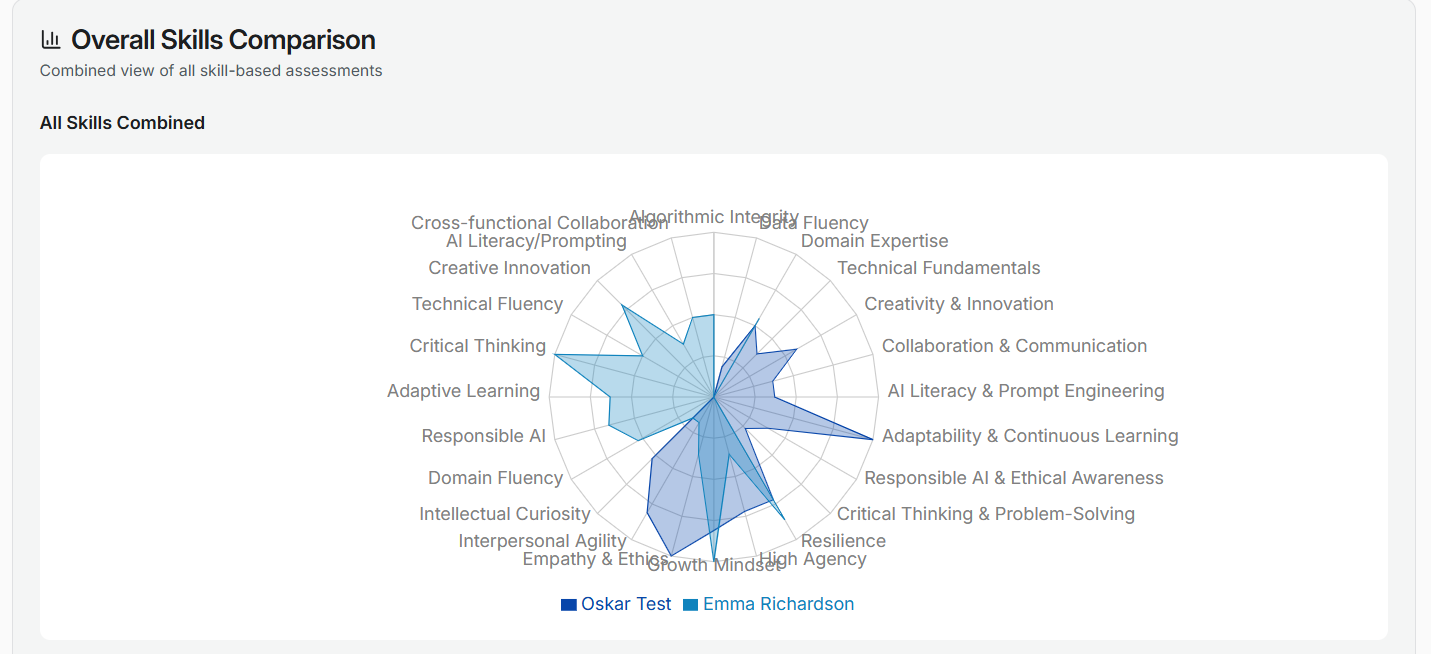 Overall Skills Comparison
Combined view of all skill-based assessments
All Skills Combined
Algorithmic Integrity
Cross-functional Collaboration
Data Fluency
AI Literacy/Prompting
Domain Expertise
Creative Innovation
Technical Fundamentals
Technical Fluency
Creativity & Innovation
Critical Thinking
Collaboration & Communication
Adaptive Learning
AI Literacy & Prompt Engineering
Responsible AI
Adaptability & Continuous Learning
Domain Fluency
Responsible AI & Ethical Awareness
Intellectual Curiosity
Critical Thinking & Problem-Solving
Interpersonal Agility
Resilience
Empathy & Ethics
High Agency
Growth Mindset
Oskar Test
Emma Richardson